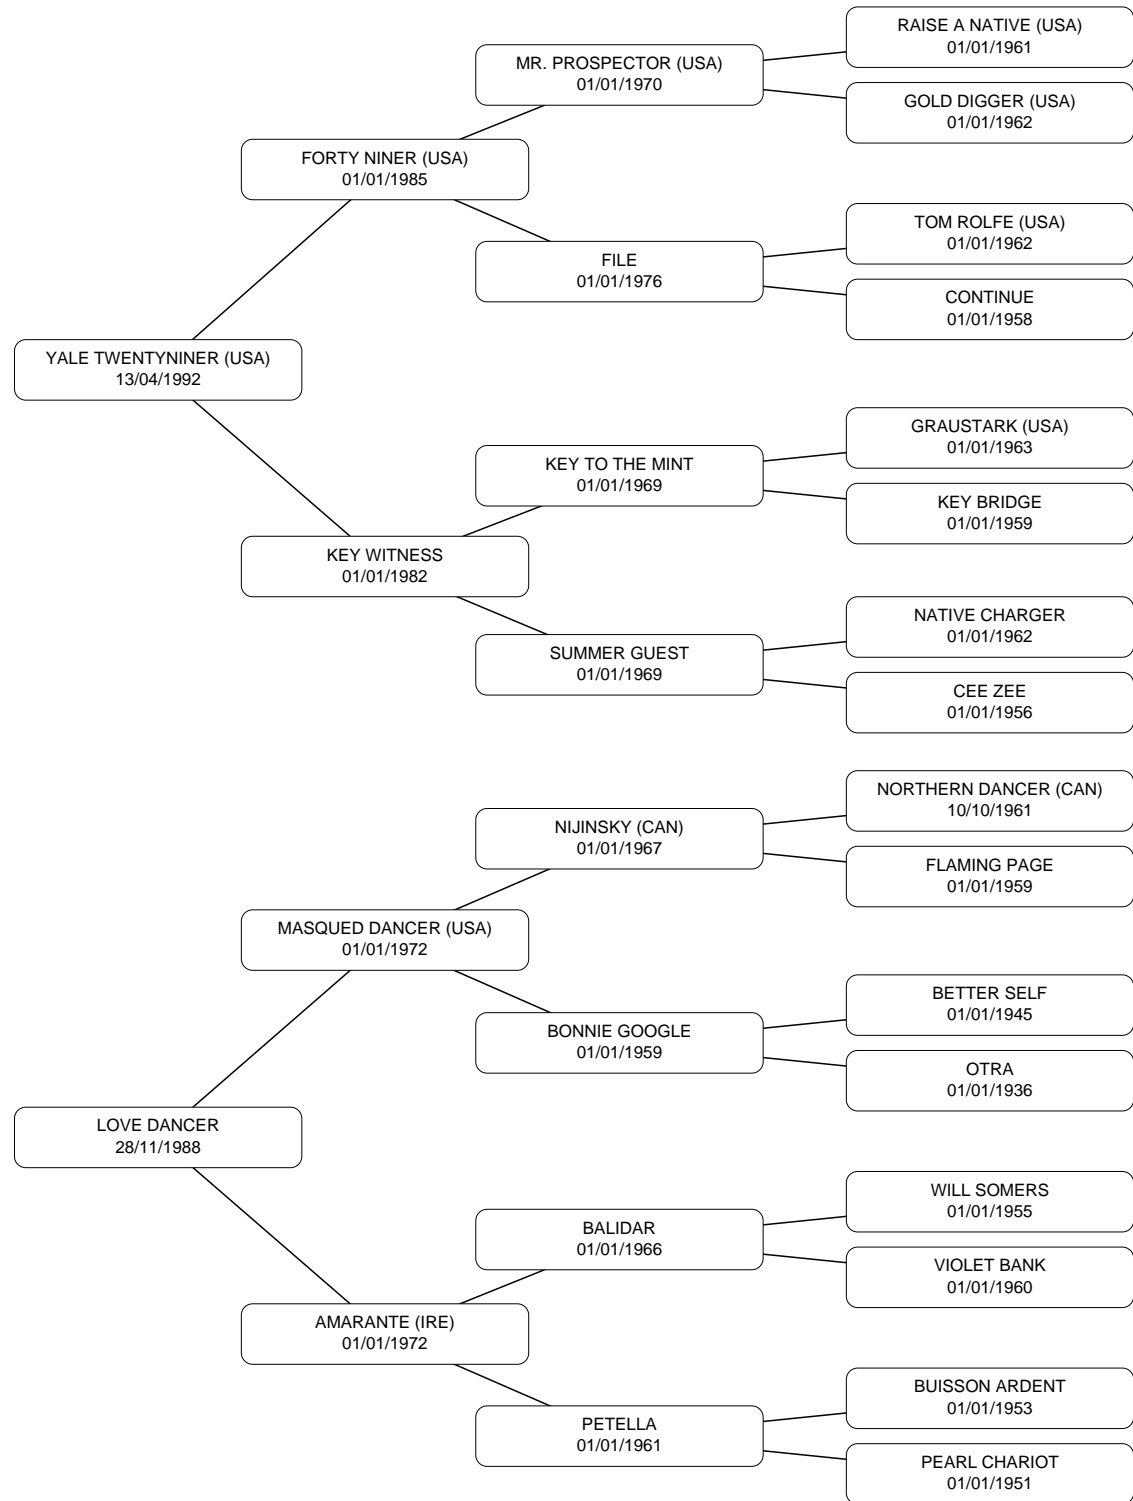 RAISE A NATIVE (USA)
01/01/1961
MR. PROSPECTOR (USA)
01/01/1970
GOLD DIGGER (USA)
01/01/1962
FORTY NINER (USA)
01/01/1985
TOM ROLFE (USA)
01/01/1962
FILE
01/01/1976
CONTINUE
01/01/1958
YALE TWENTYNINER (USA)
13/04/1992
GRAUSTARK (USA)
01/01/1963
KEY TO THE MINT
01/01/1969
KEY BRIDGE
01/01/1959
KEY WITNESS
01/01/1982
NATIVE CHARGER
01/01/1962
SUMMER GUEST
01/01/1969
CEE ZEE
01/01/1956
NORTHERN DANCER (CAN)
10/10/1961
NIJINSKY (CAN)
01/01/1967
FLAMING PAGE
01/01/1959
MASQUED DANCER (USA)
01/01/1972
BETTER SELF
01/01/1945
BONNIE GOOGLE
01/01/1959
OTRA
01/01/1936
LOVE DANCER
28/11/1988
WILL SOMERS
01/01/1955
BALIDAR
01/01/1966
VIOLET BANK
01/01/1960
AMARANTE (IRE)
01/01/1972
BUISSON ARDENT
01/01/1953
PETELLA
01/01/1961
PEARL CHARIOT
01/01/1951